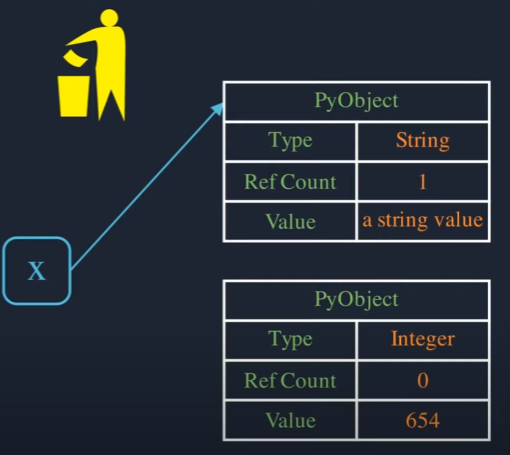 PyObject
Type String
Ref Count 1
Value a string value
X
PyObject
Type Integer
Ref Count 0
Value 654